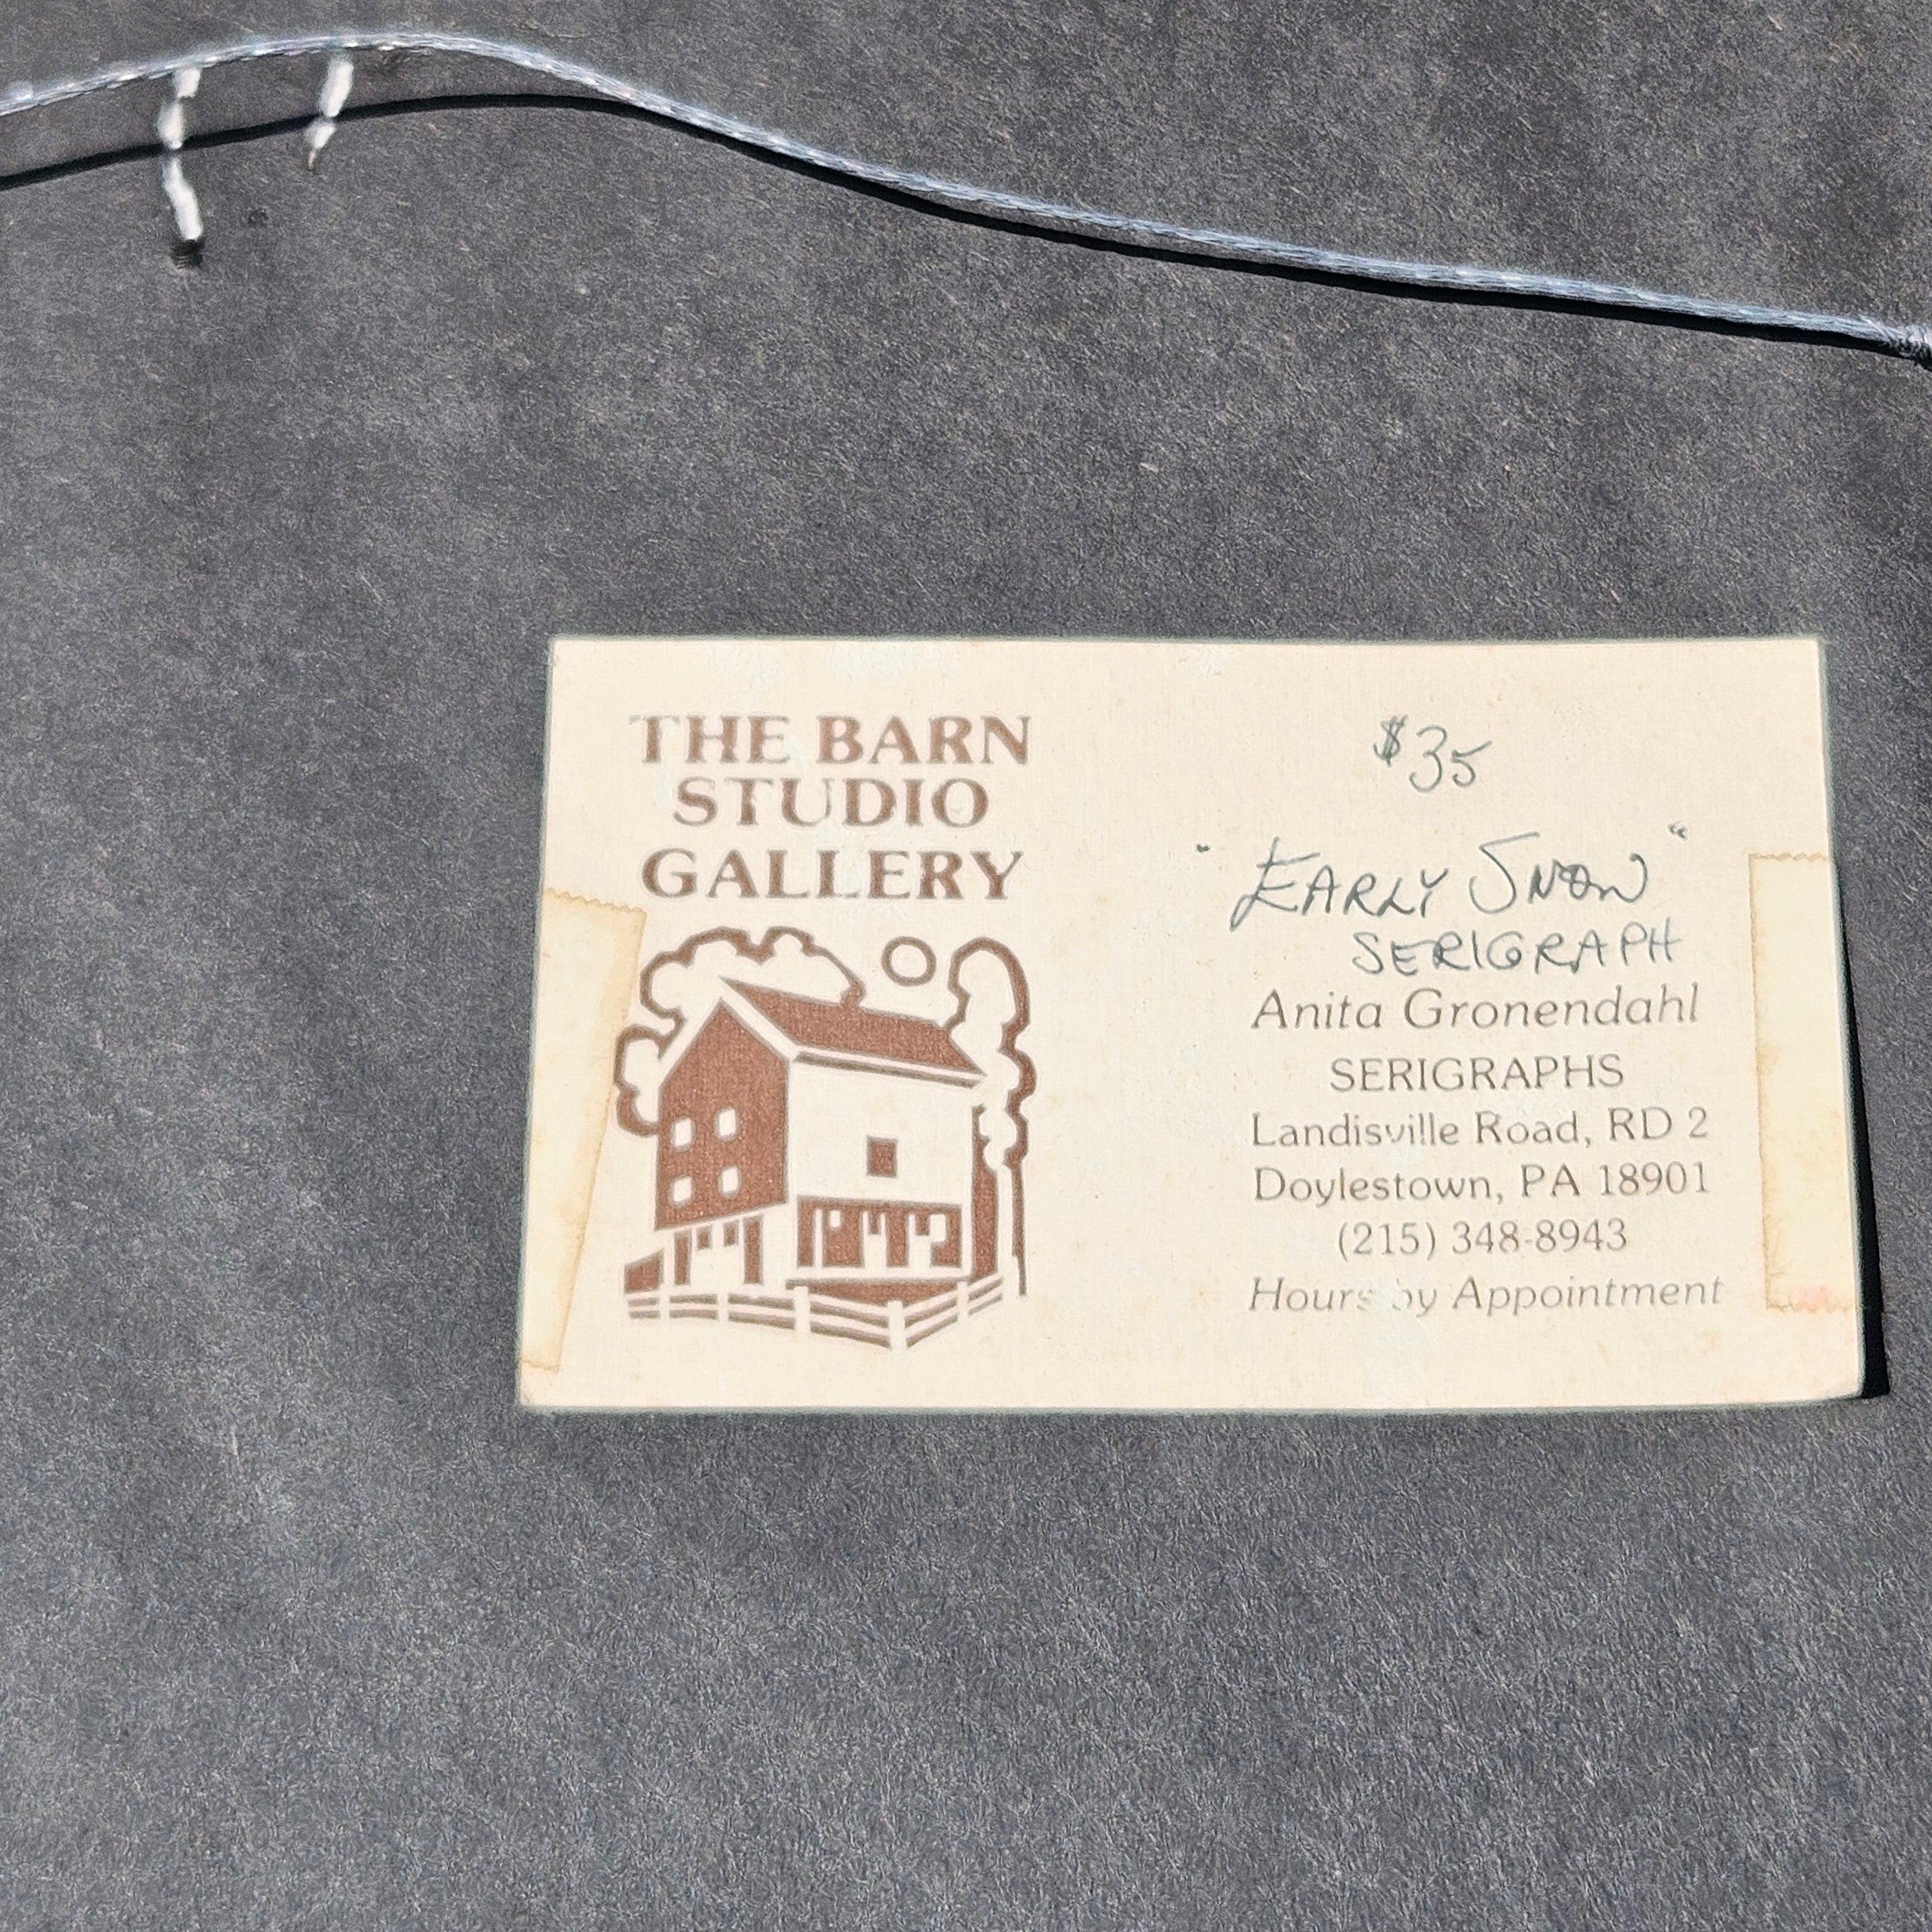 THE BARN
STUDIO
GALLERY
$35
"EARLY SNOW"
SERIGRAPH
Anita Gronendahl
SERIGRAPHS
Landisville Road, RD 2
Doylestown, PA 18901
(215) 348-8943
Hours by Appointment